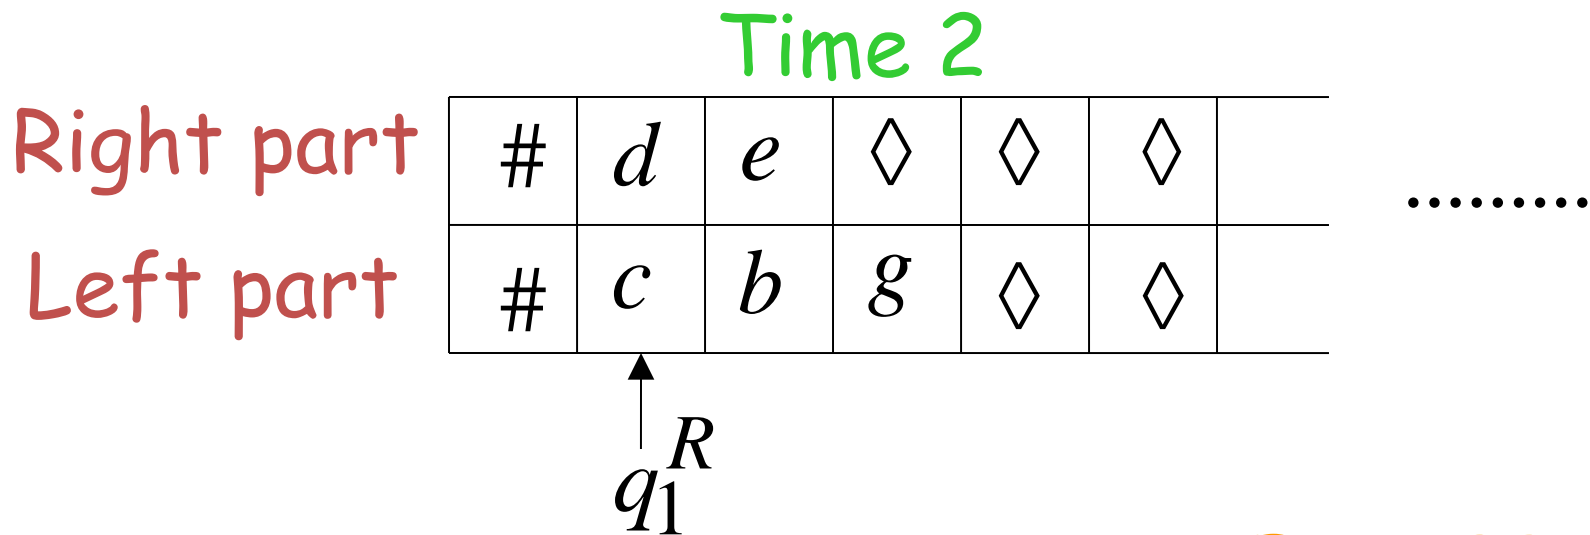 Time 2
Right part # d e ◊ ◊ ◊
.........
Left part # c b g ◊ ◊
q₁ᴿ